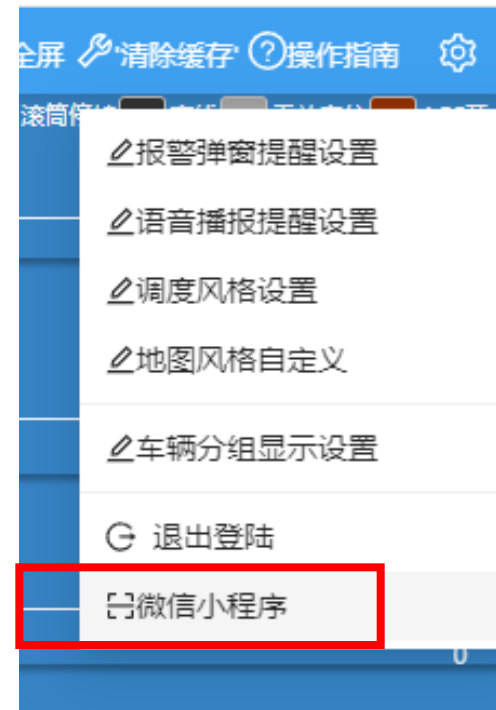 全屏 '清除缓存' 操作指南
滚筒停
报警弹窗提醒设置
语音播报提醒设置
调度风格设置
地图风格自定义
车辆分组显示设置
退出登陆
微信小程序
0